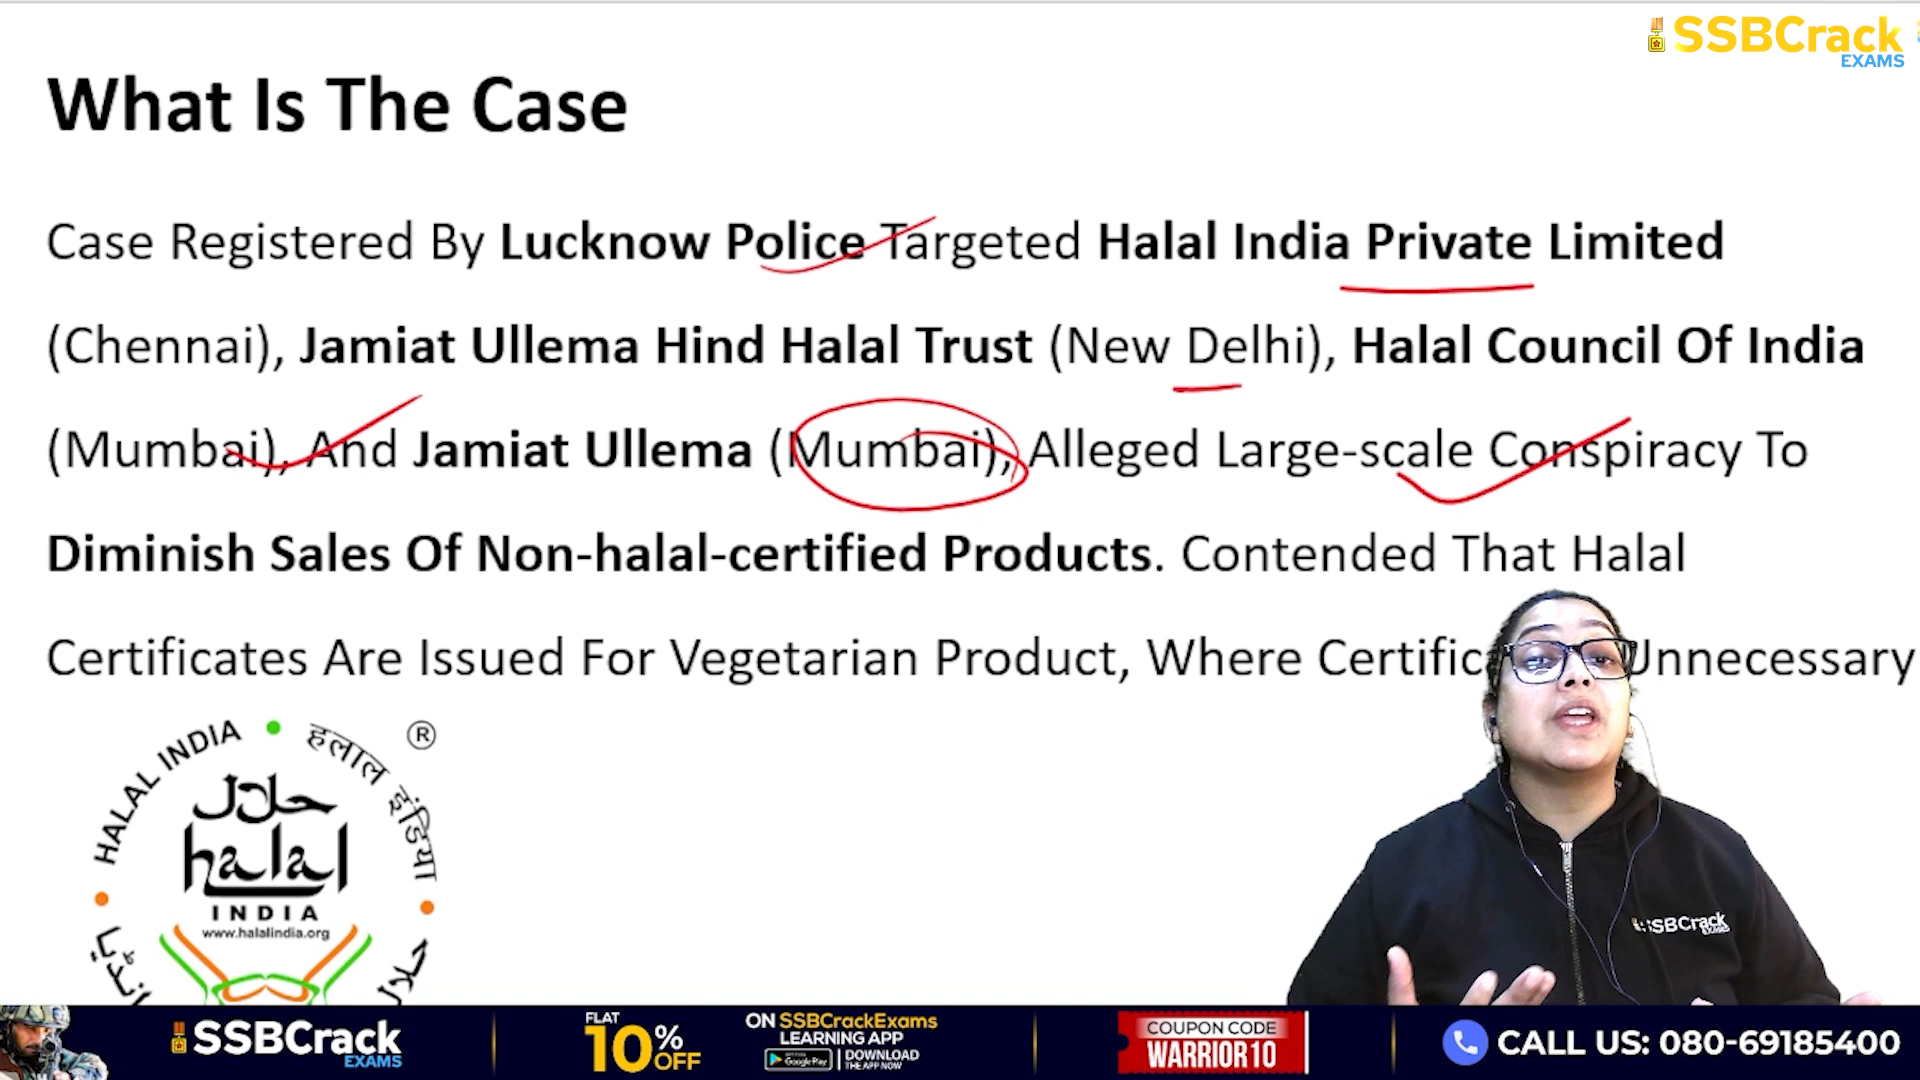 SSBCrack
EXAMS
What Is The Case
Case Registered By Lucknow Police Targeted Halal India Private Limited
(Chennai), Jamiat Ullema Hind Halal Trust (New Delhi), Halal Council Of India
(Mumbai), And Jamiat Ullema (Mumbai), Alleged Large-scale Conspiracy To
Diminish Sales Of Non-halal-certified Products. Contended That Halal
Certificates Are Issued For Vegetarian Product, Where Unnecessary
HALAL INDIA
हलाल इंडिया
®
حلال
halal
INDIA
www.halalindia.org
SSBCrack
EXAMS
SSBCrack
EXAMS
FLAT
10% OFF
ON SSBCrackExams
LEARNING APP
Google Play
DOWNLOAD
THE APP NOW
COUPON CODE
WARRIOR10
CALL US: 080-69185400